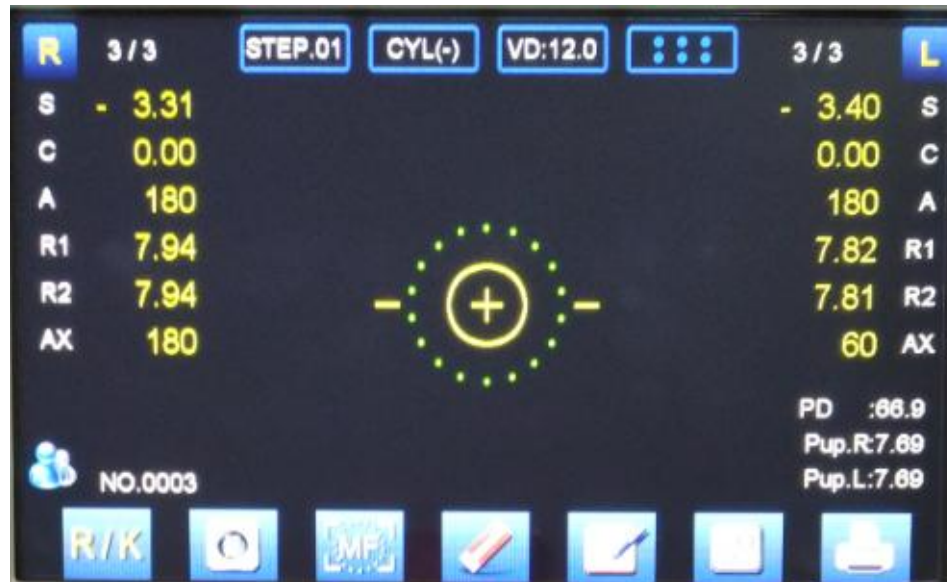 R 3/3 STEP.01 CYL(-) VD:12.0 3/3 L
S - 3.31 - 3.40 S
C 0.00 0.00 C
A 180 180 A
R1 7.94 7.82 R1
R2 7.94 7.81 R2
AX 180 60 AX
PD :66.9
Pup.R:7.69
Pup.L:7.69
NO.0003
R/K MF